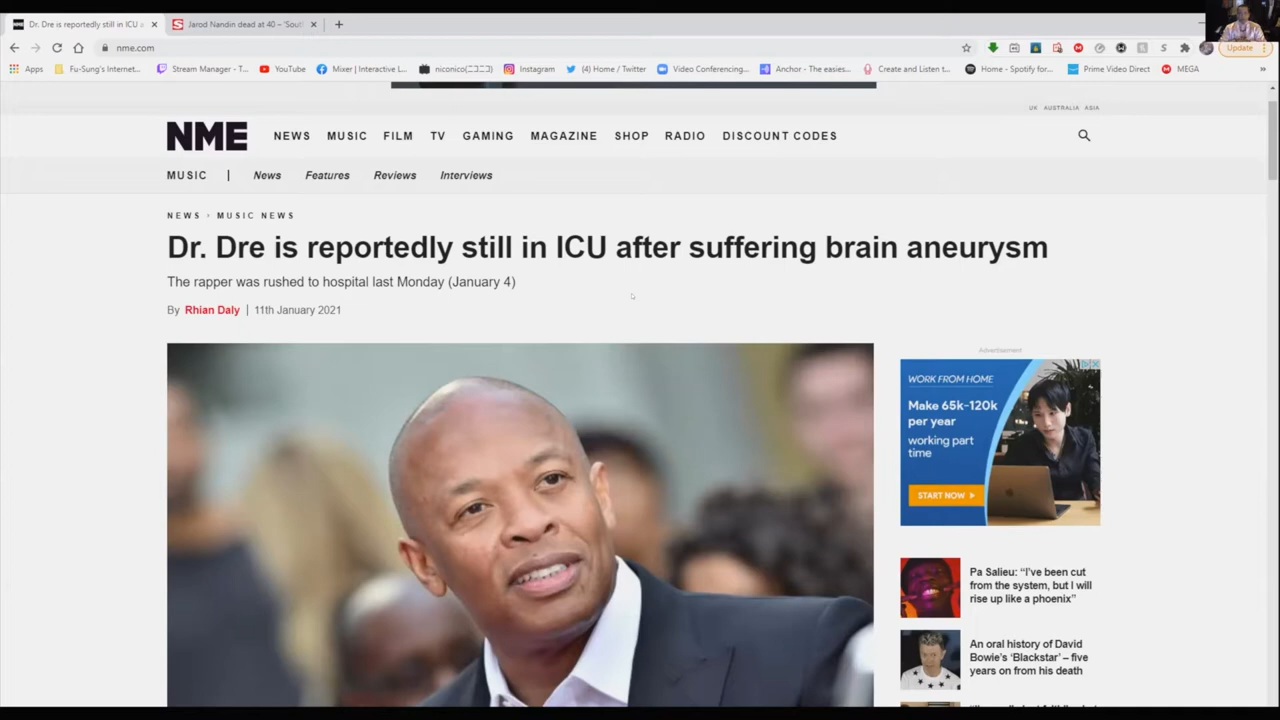 Dr. Dre is reportedly still in ICU a
Jarod Nandin dead at 40 – 'Sout
nme.com
Update
Apps
Fu-Sung's Internet...
Stream Manager - T...
YouTube
Mixer | Interactive L...
niconico(ニコニコ)
Instagram
(4) Home / Twitter
Video Conferencing...
Anchor - The easies...
Create and Listen t...
Home - Spotify for...
Prime Video Direct
MEGA
UK AUSTRALIA ASIA
NME
NEWS MUSIC FILM TV GAMING MAGAZINE SHOP RADIO DISCOUNT CODES
MUSIC | News Features Reviews Interviews
NEWS › MUSIC NEWS
Dr. Dre is reportedly still in ICU after suffering brain aneurysm
The rapper was rushed to hospital last Monday (January 4)
By Rhian Daly | 11th January 2021
Advertisement
WORK FROM HOME
Make 65k-120k
per year
working part
time
START NOW
Pa Salieu: “I've been cut
from the system, but I will
rise up like a phoenix”
An oral history of David
Bowie's ‘Blackstar’ – five
years on from his death